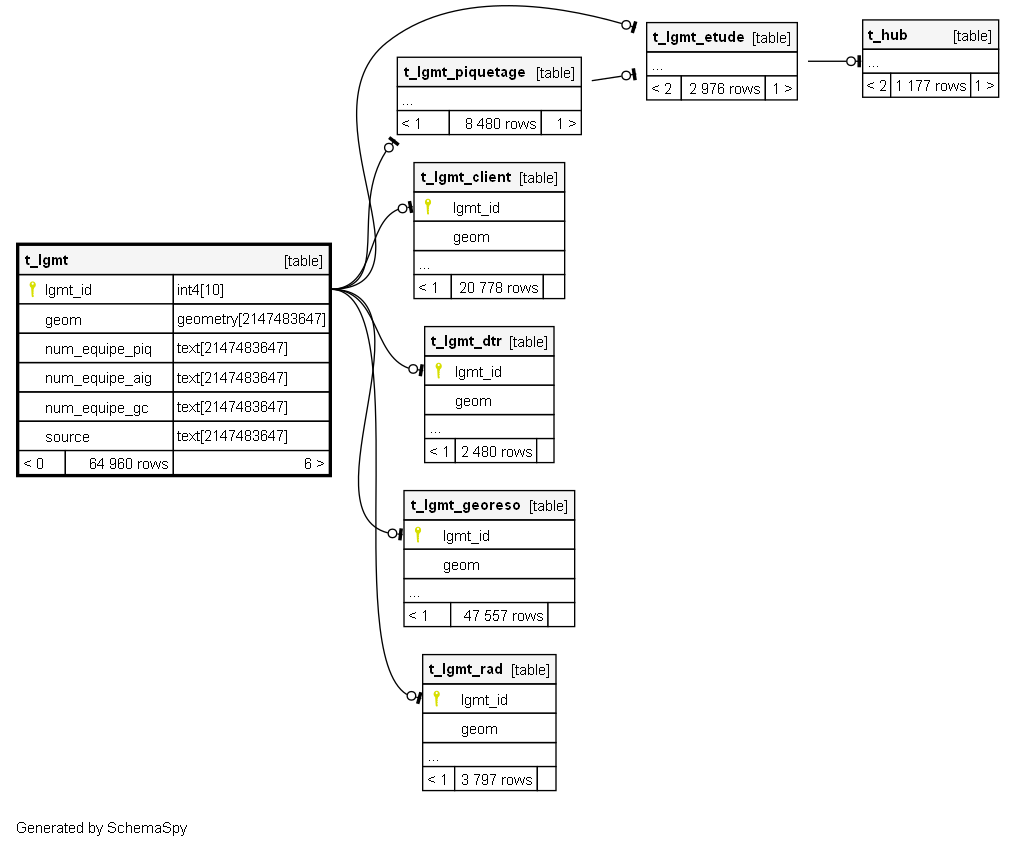 t_lgmt [table]
lgmt_id int4[10]
geom geometry[2147483647]
num_equipe_piq text[2147483647]
num_equipe_aig text[2147483647]
num_equipe_gc text[2147483647]
source text[2147483647]
< 0 64 960 rows 6 >
t_lgmt_piquetage [table]
...
< 1 8 480 rows 1 >
t_lgmt_etude [table]
...
< 2 2 976 rows 1 >
t_hub [table]
...
< 2 1 177 rows 1 >
t_lgmt_client [table]
lgmt_id
geom
...
< 1 20 778 rows
t_lgmt_dtr [table]
lgmt_id
geom
...
< 1 2 480 rows
t_lgmt_georeso [table]
lgmt_id
geom
...
< 1 47 557 rows
t_lgmt_rad [table]
lgmt_id
geom
...
< 1 3 797 rows
Generated by SchemaSpy